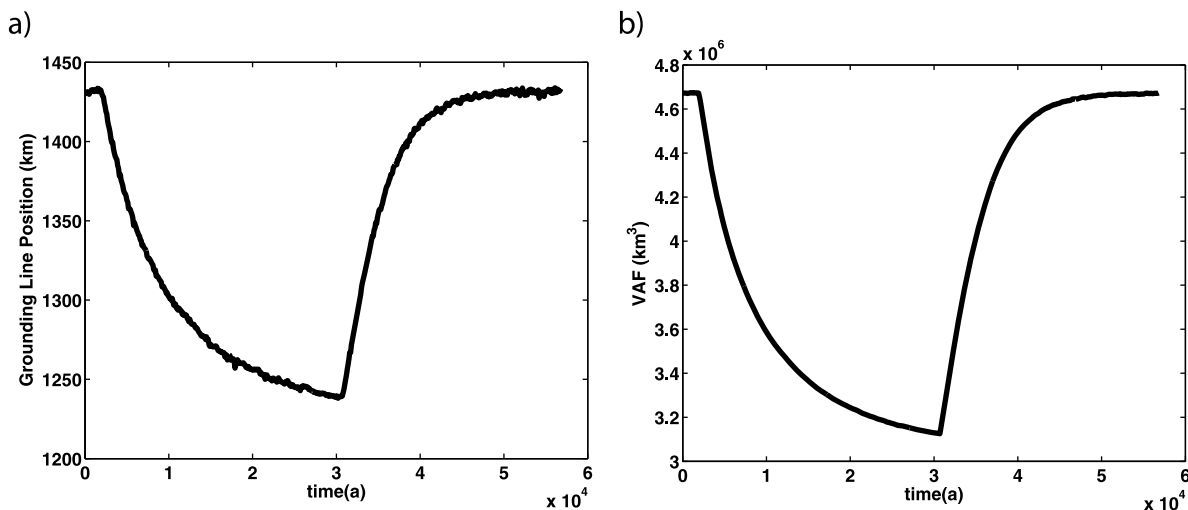 a)
1450
1400
1350
1300
1250
1200
Grounding Line Position (km)
0 1 2 3 4 5 6
time(a)
x 10^4
b)
x 10^6
4.8
4.6
4.4
4.2
4
3.8
3.6
3.4
3.2
3
VAF (km^3)
0 1 2 3 4 5 6
time(a)
x 10^4